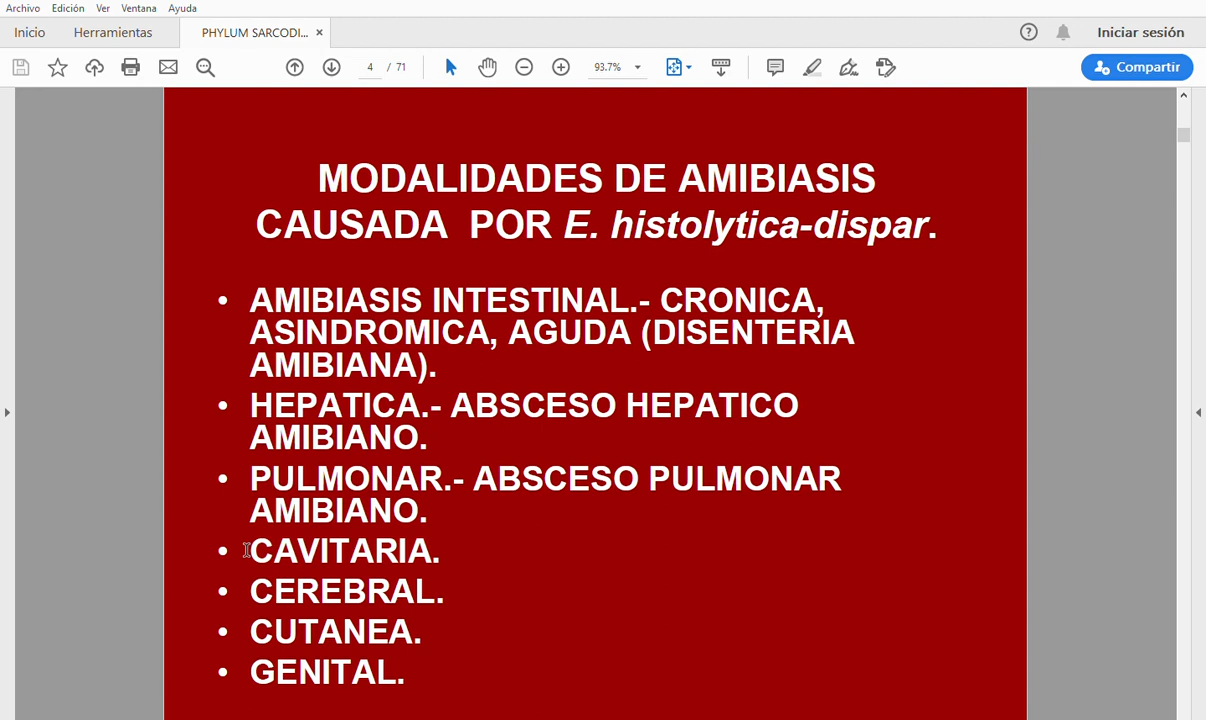 Archivo Edición Ver Ventana Ayuda
Inicio Herramientas PHYLUM SARCODI... × ? Iniciar sesión
4 / 71 93.7% Compartir
MODALIDADES DE AMIBIASIS
CAUSADA POR E. histolytica-dispar.
• AMIBIASIS INTESTINAL.- CRONICA,
ASINDROMICA, AGUDA (DISENTERIA
AMIBIANA).
• HEPATICA.- ABSCESO HEPATICO
AMIBIANO.
• PULMONAR.- ABSCESO PULMONAR
AMIBIANO.
• CAVITARIA.
• CEREBRAL.
• CUTANEA.
• GENITAL.